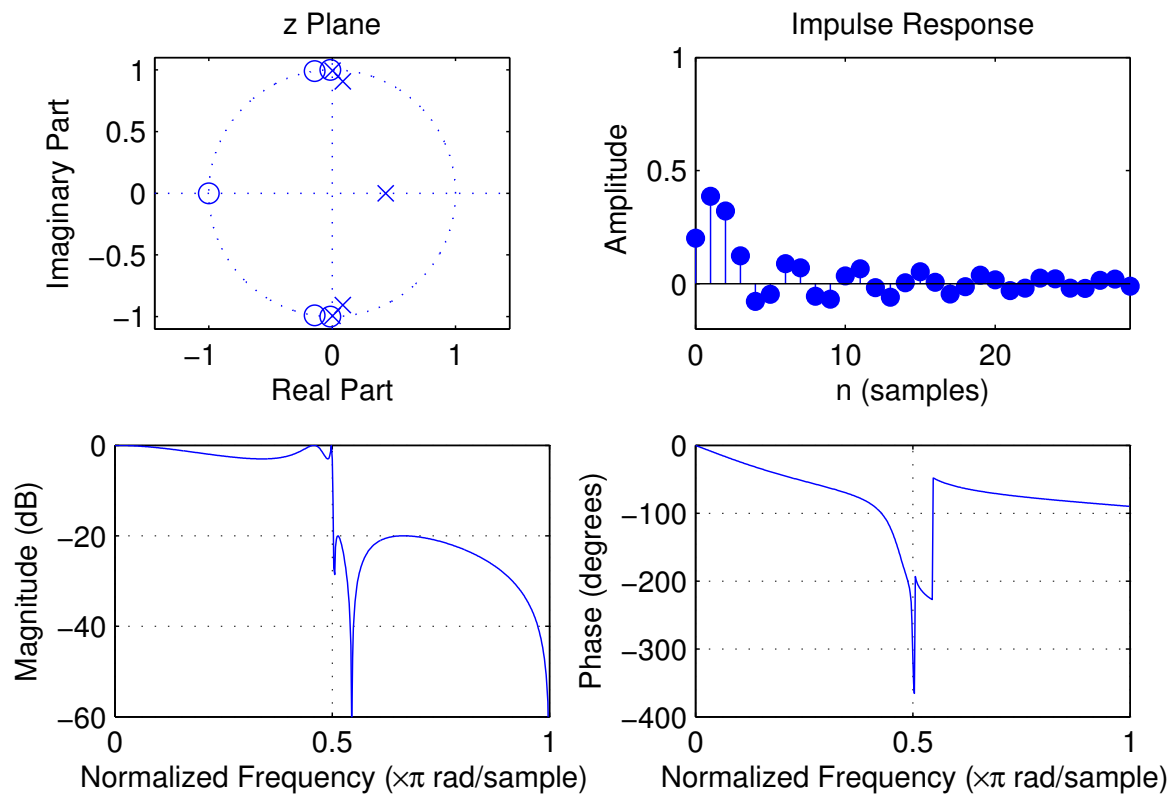 z Plane
Imaginary Part
1
0.5
0
−0.5
−1
−1 0 1
Real Part
Impulse Response
Amplitude
1
0.5
0
0 10 20
n (samples)
Magnitude (dB)
0
−20
−40
−60
0 0.5 1
Normalized Frequency (×π rad/sample)
Phase (degrees)
0
−100
−200
−300
−400
0 0.5 1
Normalized Frequency (×π rad/sample)